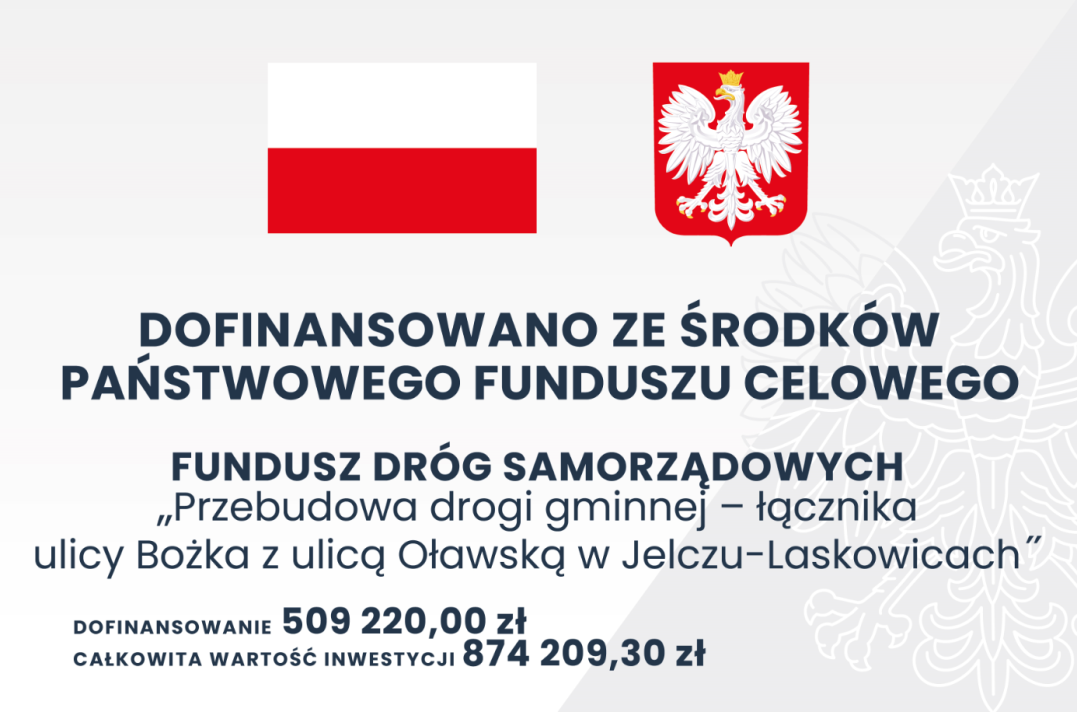 DOFINANSOWANO ZE ŚRODKÓW
PAŃSTWOWEGO FUNDUSZU CELOWEGO
FUNDUSZ DRÓG SAMORZĄDOWYCH
„Przebudowa drogi gminnej – łącznika
ulicy Bożka z ulicą Oławską w Jelczu-Laskowicach”
DOFINANSOWANIE 509 220,00 zł
CAŁKOWITA WARTOŚĆ INWESTYCJI 874 209,30 zł